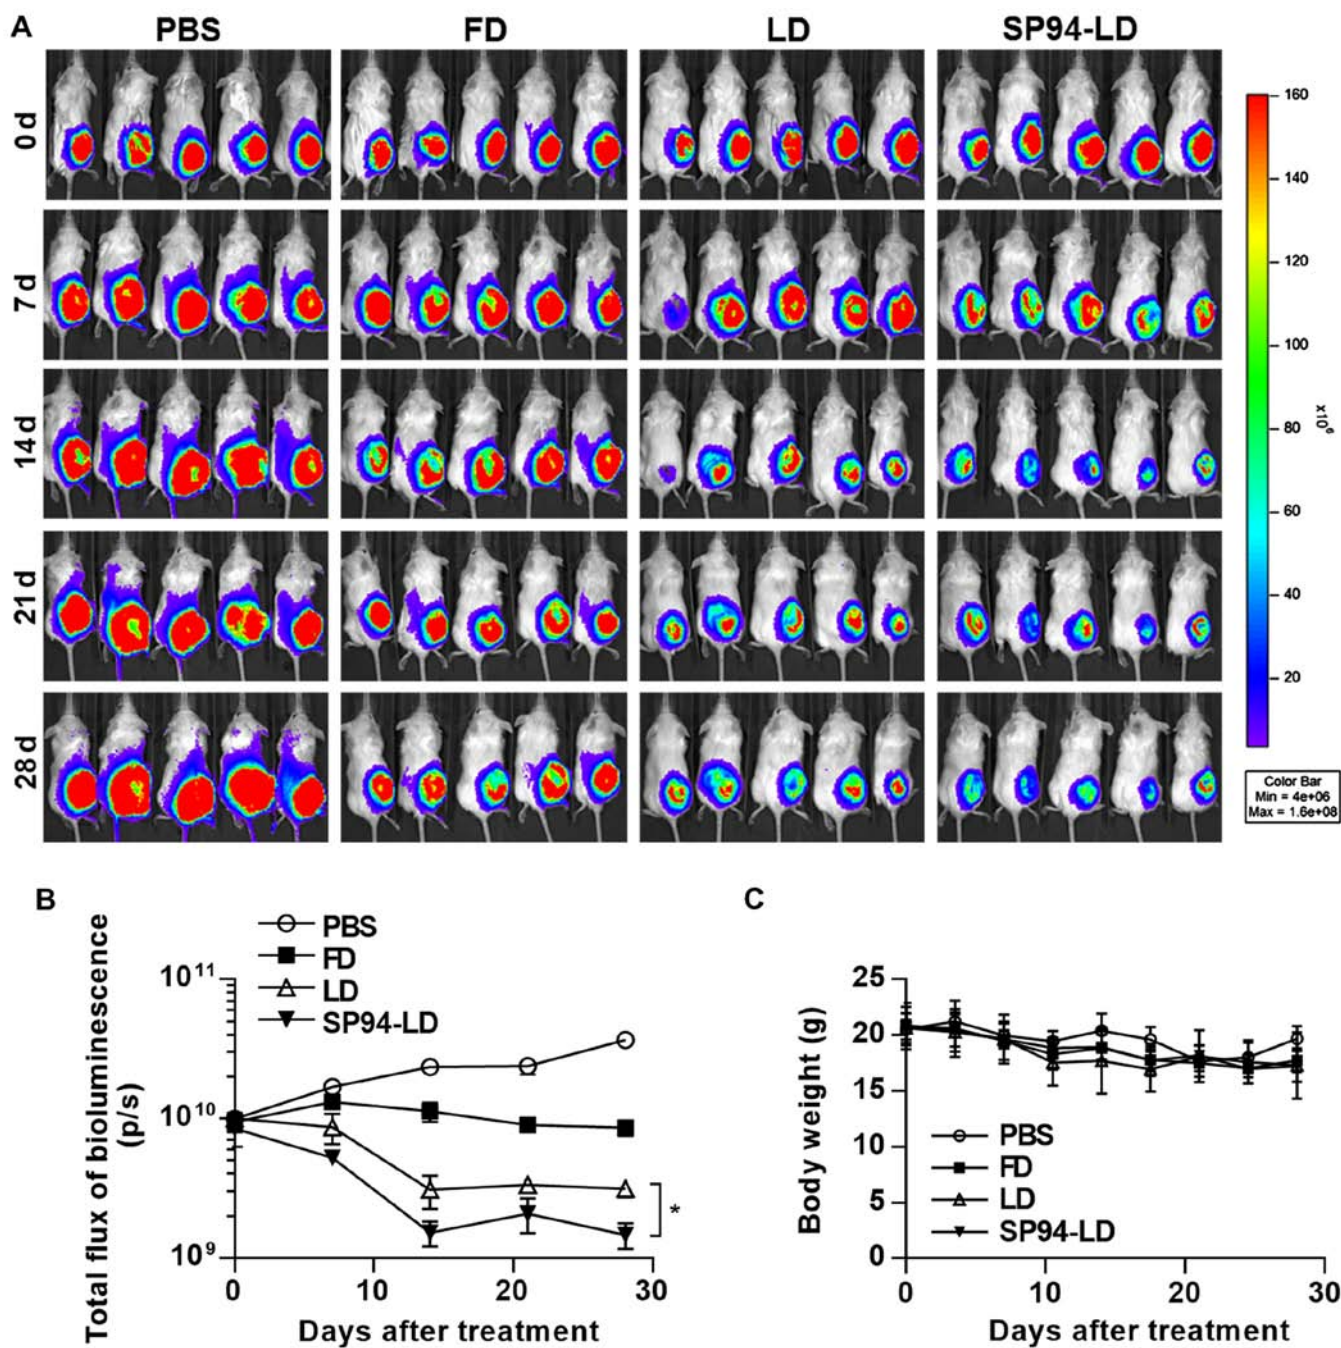 A
PBS FD LD SP94-LD
0 d
7 d
14 d
21 d
28 d
160
140
120
100
80
60
40
20
x10⁶
Color Bar
Min = 4e+06
Max = 1.6e+08
B
PBS
FD
LD
SP94-LD
Total flux of bioluminescence
(p/s)
10¹¹
10¹⁰
10⁹
*
0 10 20 30
Days after treatment
C
Body weight (g)
25
20
15
10
5
0
PBS
FD
LD
SP94-LD
0 10 20 30
Days after treatment